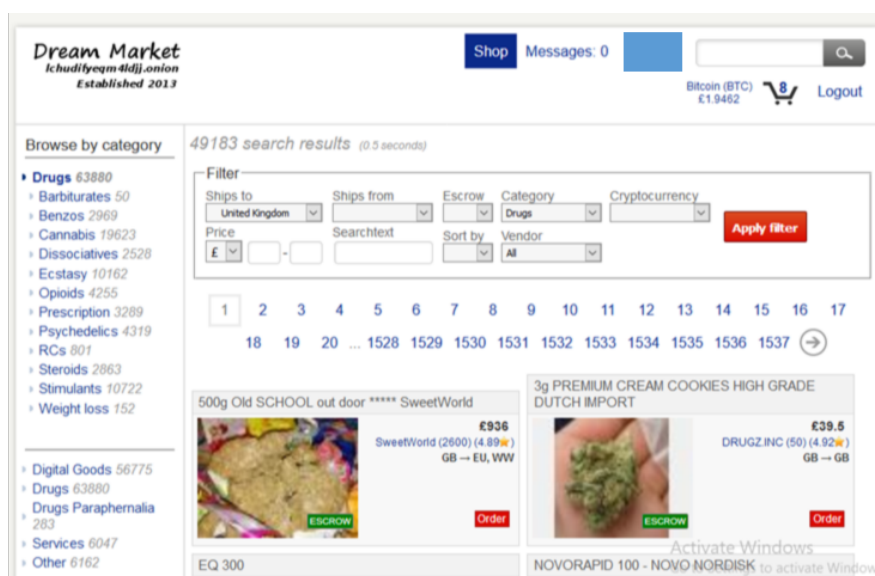 Dream Market
lchudifyeqm4ldjj.onion
Established 2013
Shop Messages: 0
Bitcoin (BTC)
£1.9462
8
Logout
Browse by category
Drugs 63880
Barbiturates 50
Benzos 2969
Cannabis 19623
Dissociatives 2528
Ecstasy 10162
Opioids 4255
Prescription 3289
Psychedelics 4319
RCs 801
Steroids 2863
Stimulants 10722
Weight loss 152
Digital Goods 56775
Drugs 63880
Drugs Paraphernalia
283
Services 6047
Other 6162
49183 search results (0.5 seconds)
Filter
Ships to Ships from Escrow Category Cryptocurrency
United Kingdom Drugs
Price Searchtext Sort by Vendor
£ - All
Apply filter
1 2 3 4 5 6 7 8 9 10 11 12 13 14 15 16 17
18 19 20 ... 1528 1529 1530 1531 1532 1533 1534 1535 1536 1537
500g Old SCHOOL out door ***** SweetWorld
£936
SweetWorld (2600) (4.89★)
GB → EU, WW
ESCROW
Order
3g PREMIUM CREAM COOKIES HIGH GRADE
DUTCH IMPORT
£39.5
DRUGZ.INC (50) (4.92★)
GB → GB
ESCROW
Order
EQ 300
NOVORAPID 100 - NOVO NORDISK
Activate Windows
to activate Window